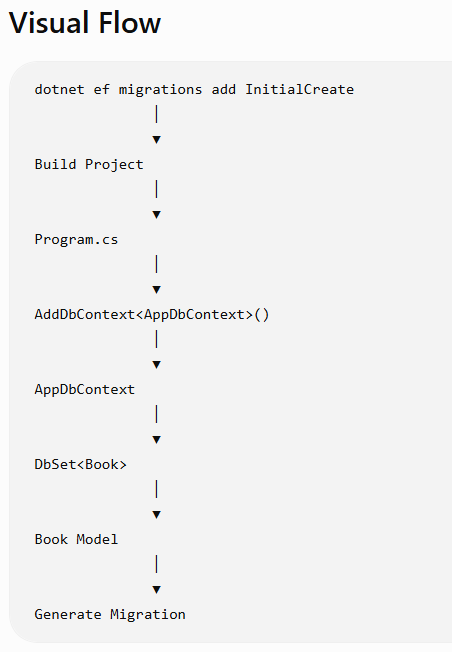 Visual Flow
dotnet ef migrations add InitialCreate
│
▼
Build Project
│
▼
Program.cs
│
▼
AddDbContext<AppDbContext>()
│
▼
AppDbContext
│
▼
DbSet<Book>
│
▼
Book Model
│
▼
Generate Migration